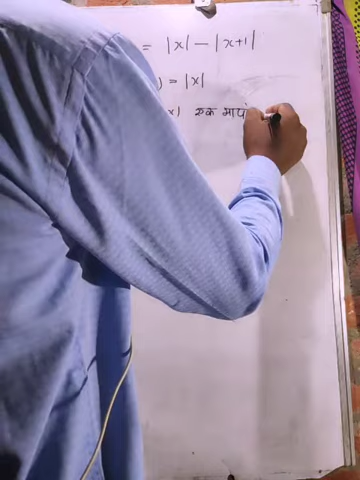 = |x| - |x+1|
) = |x|
x| एक मापां